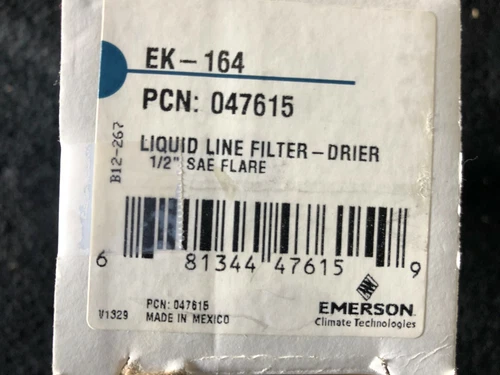 EK-164
PCN: 047615
B12-267
LIQUID LINE FILTER-DRIER
1/2" SAE FLARE
6 81344 47615 9
V1329
PCN: 047615
MADE IN MEXICO
EMERSON
Climate Technologies